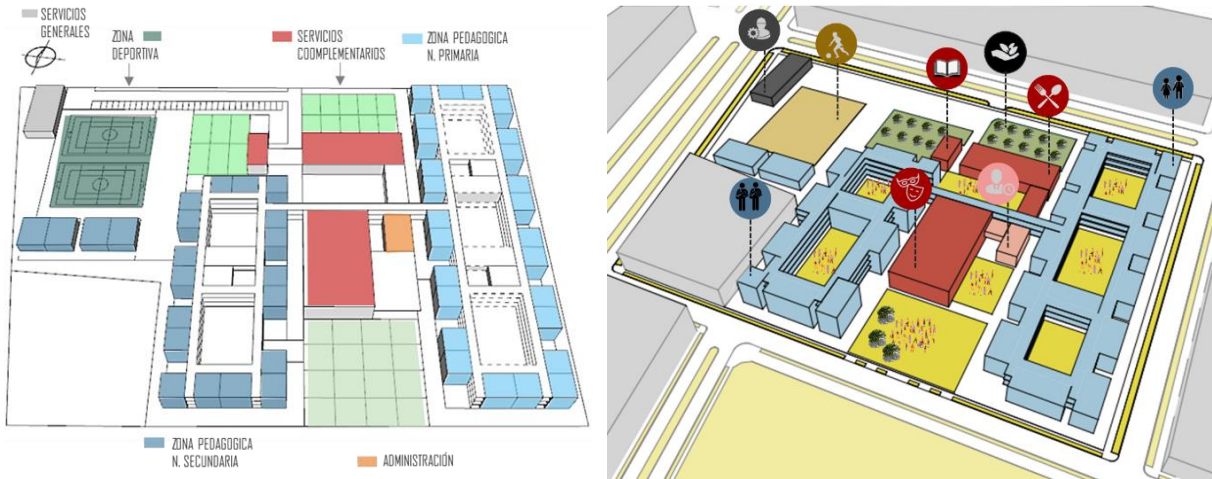 SERVICIOS
GENERALES
ZONA
DEPORTIVA
SERVICIOS
COOMPLEMENTARIOS
ZONA PEDAGOGICA
N. PRIMARIA
ZONA PEDAGOGICA
N. SECUNDARIA
ADMINISTRACIÓN